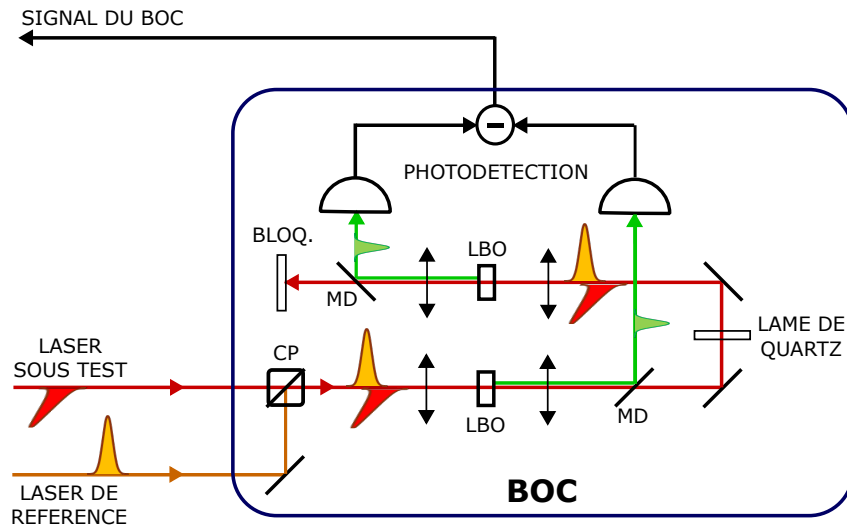 SIGNAL DU BOC
PHOTODETECTION
BLOQ.
LBO
MD
LAME DE
QUARTZ
LASER
SOUS TEST
CP
LBO
MD
LASER DE
REFERENCE
BOC